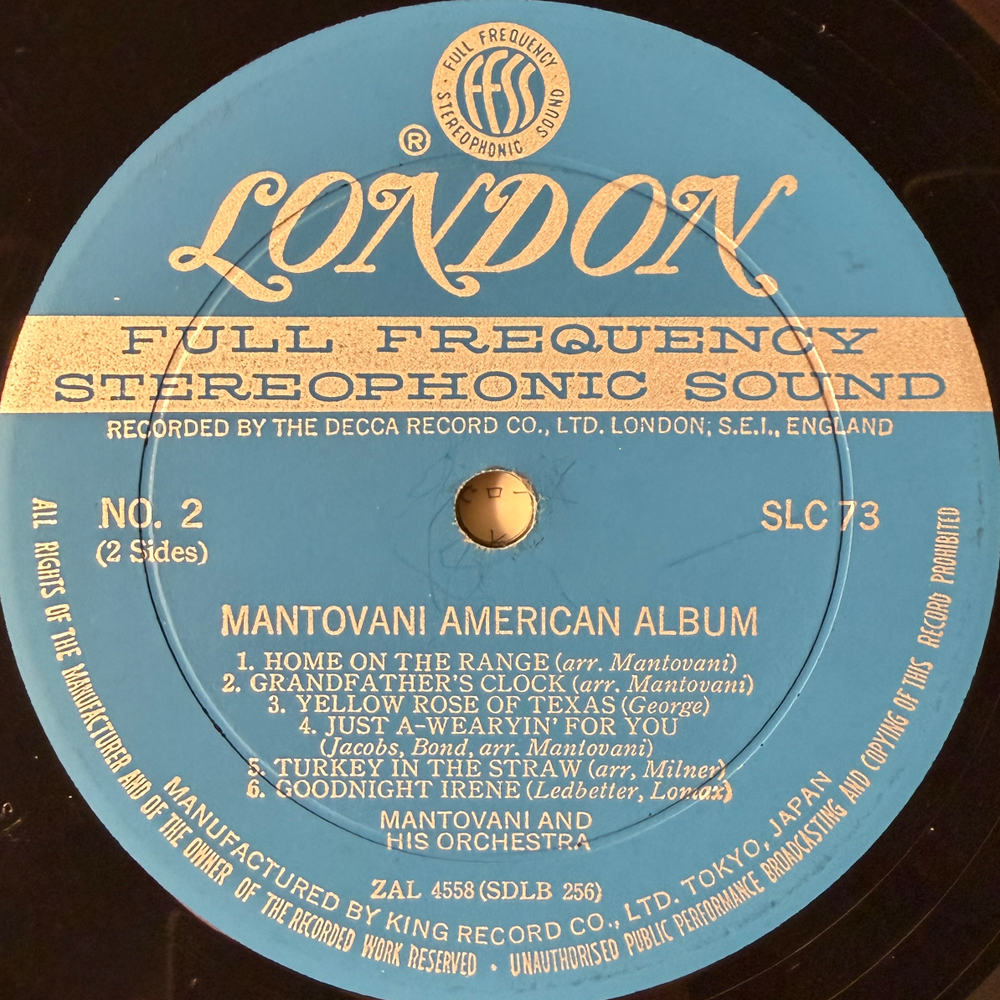 FULL FREQUENCY
FFSS
STEREOPHONIC SOUND
®
LONDON
FULL FREQUENCY
STEREOPHONIC SOUND
RECORDED BY THE DECCA RECORD CO., LTD. LONDON; S.E.I., ENGLAND
NO. 2
(2 Sides)
SLC 73
MANTOVANI AMERICAN ALBUM
1. HOME ON THE RANGE (arr. Mantovani)
2. GRANDFATHER'S CLOCK (arr. Mantovani)
3. YELLOW ROSE OF TEXAS (George)
4. JUST A-WEARYIN' FOR YOU
(Jacobs, Bond, arr. Mantovani)
5. TURKEY IN THE STRAW (arr, Milner)
6. GOODNIGHT IRENE (Ledbetter, Lomax)
MANTOVANI AND
HIS ORCHESTRA
ZAL 4558 (SDLB 256)
MANUFACTURED BY KING RECORD CO., LTD. TOKYO, JAPAN
ALL RIGHTS OF THE MANUFACTURER AND OF THE OWNER OF THE RECORDED WORK RESERVED · UNAUTHORISED PUBLIC PERFORMANCE BROADCASTING AND COPYING OF THIS RECORD PROHIBITED